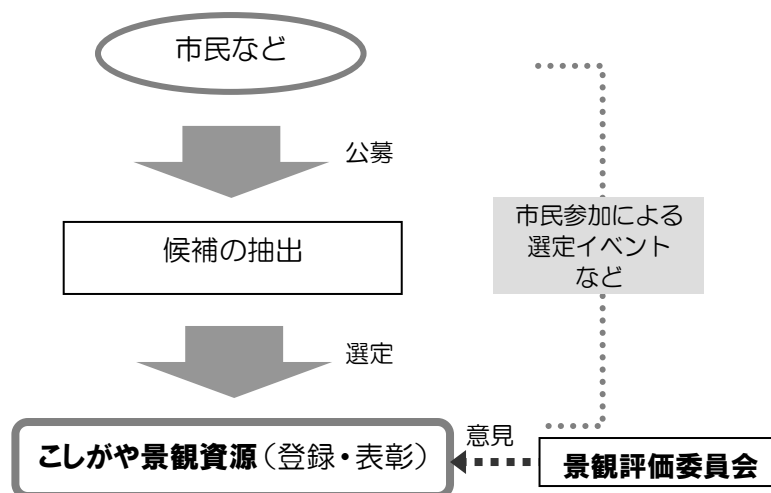 市民など
公募
候補の抽出
市民参加による
選定イベント
など
選定
こしがや景観資源（登録・表彰）
意見
景観評価委員会